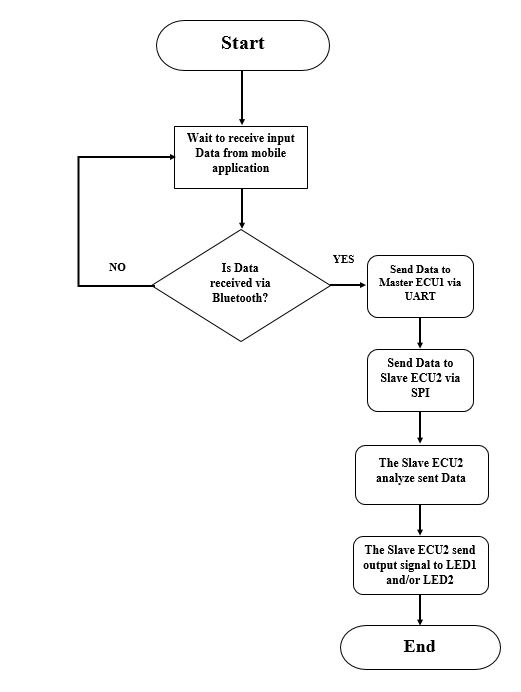 Start
Wait to receive input
Data from mobile
application
NO
Is Data
received via
Bluetooth?
YES
Send Data to
Master ECU1 via
UART
Send Data to
Slave ECU2 via
SPI
The Slave ECU2
analyze sent Data
The Slave ECU2 send
output signal to LED1
and/or LED2
End